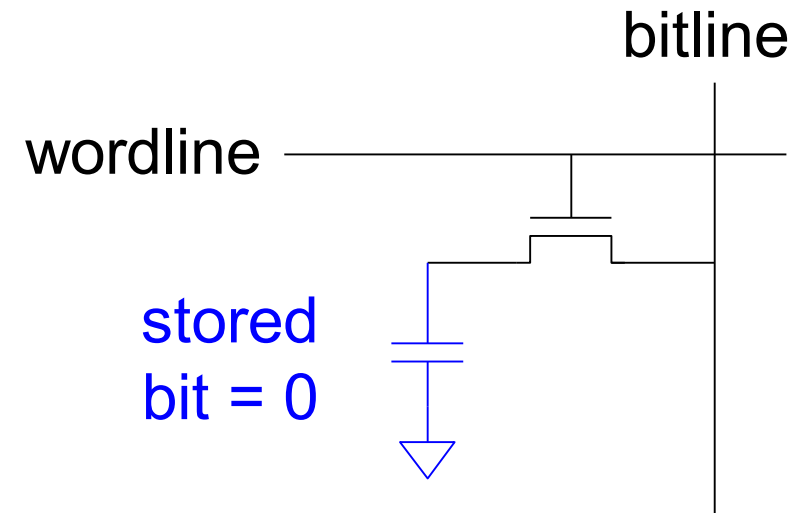 bitline
wordline
stored
bit = 0